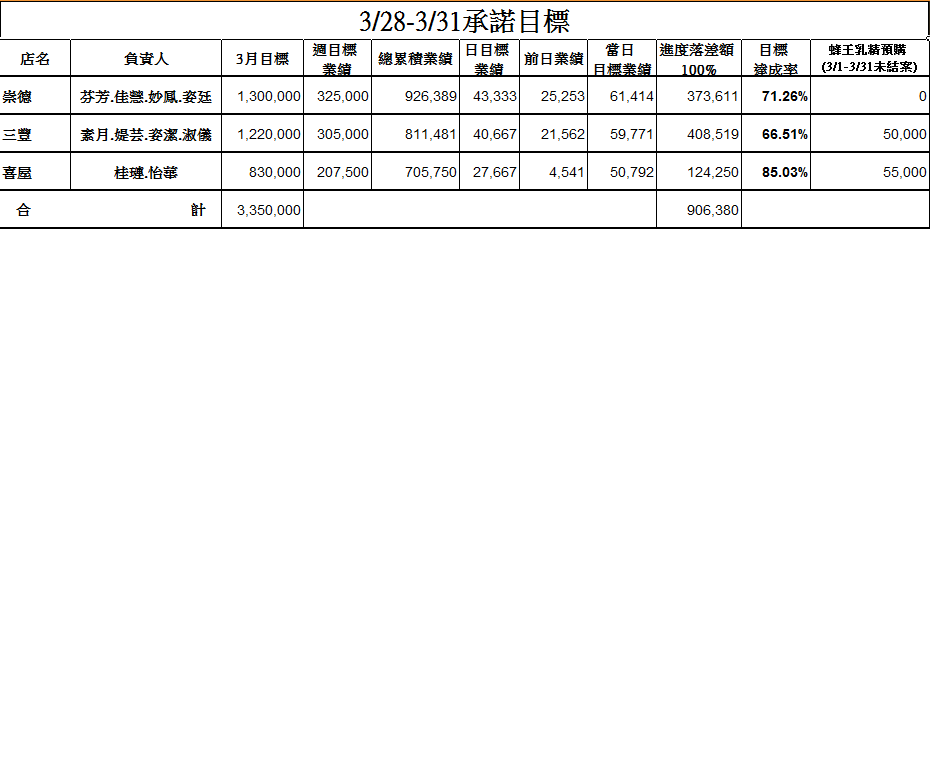 3/28-3/31承諾目標
店名 負責人 3月目標 週目標業績 總累積業績 日目標業績 前日業績 當日目標業績 進度落差額100% 目標達成率 蜂王乳精預購(3/1-3/31未結案)
崇德 芬芳.佳慧.妙鳳.姿廷 1,300,000 325,000 926,389 43,333 25,253 61,414 373,611 71.26% 0
三豐 素月.媞芸.姿潔.淑儀 1,220,000 305,000 811,481 40,667 21,562 59,771 408,519 66.51% 50,000
喜屋 桂璉.怡華 830,000 207,500 705,750 27,667 4,541 50,792 124,250 85.03% 55,000
合計 3,350,000 906,380